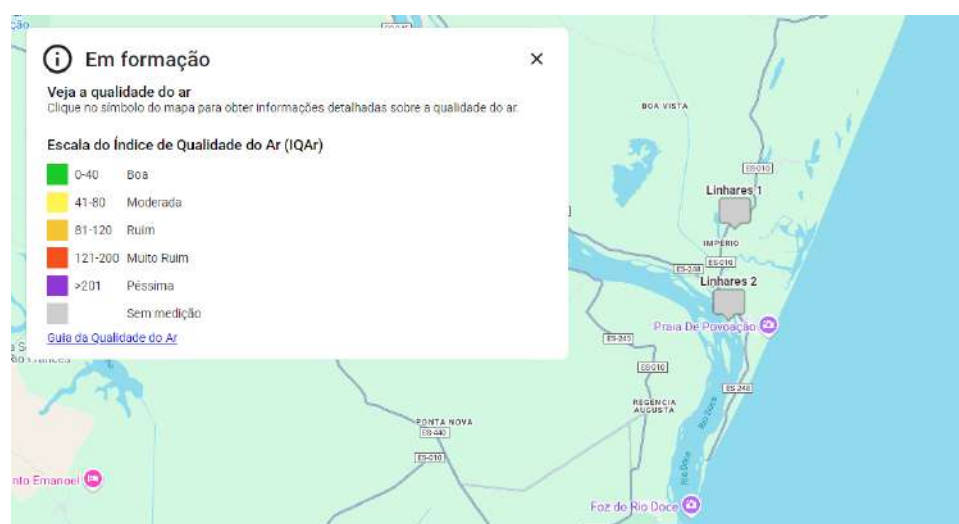 Em formação
Veja a qualidade do ar
Clique no símbolo do mapa para obter informações detalhadas sobre a qualidade do ar.
Escala do Índice de Qualidade do Ar (IQAr)
0-40 Boa
41-80 Moderada
81-120 Ruim
121-200 Muito Ruim
>201 Péssima
Sem medição
Guia da Qualidade do Ar
BOA VISTA
ES-010
Linhares 1
IMPÉRIO
ES-248
ES-010
Linhares 2
Praia De Povoação
ES-245
ES-010
ES-248
REGÊNCIA
AUGUSTA
Rio Doce
PONTA NOVA
ES-440
ES-010
Rio Doce
nto Emanoel
Foz do Rio Doce